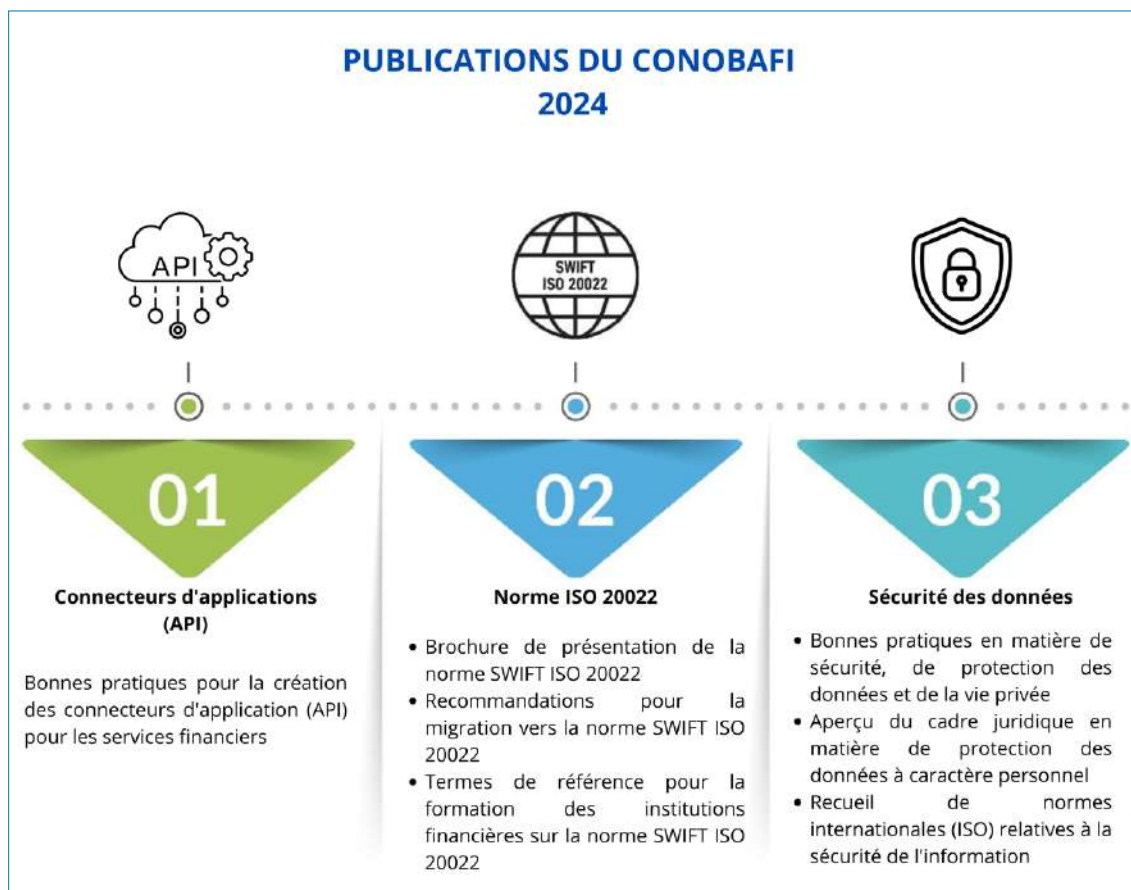 PUBLICATIONS DU CONOBAFI
2024
API
SWIFT
ISO 20022
01
Connecteurs d'applications
(API)
Bonnes pratiques pour la création
des connecteurs d'application (API)
pour les services financiers
02
Norme ISO 20022
• Brochure de présentation de la
norme SWIFT ISO 20022
• Recommandations pour la
migration vers la norme SWIFT ISO
20022
• Termes de référence pour la
formation des institutions
financières sur la norme SWIFT ISO
20022
03
Sécurité des données
• Bonnes pratiques en matière de
sécurité, de protection des
données et de la vie privée
• Aperçu du cadre juridique en
matière de protection des
données à caractère personnel
• Recueil de normes
internationales (ISO) relatives à la
sécurité de l'information